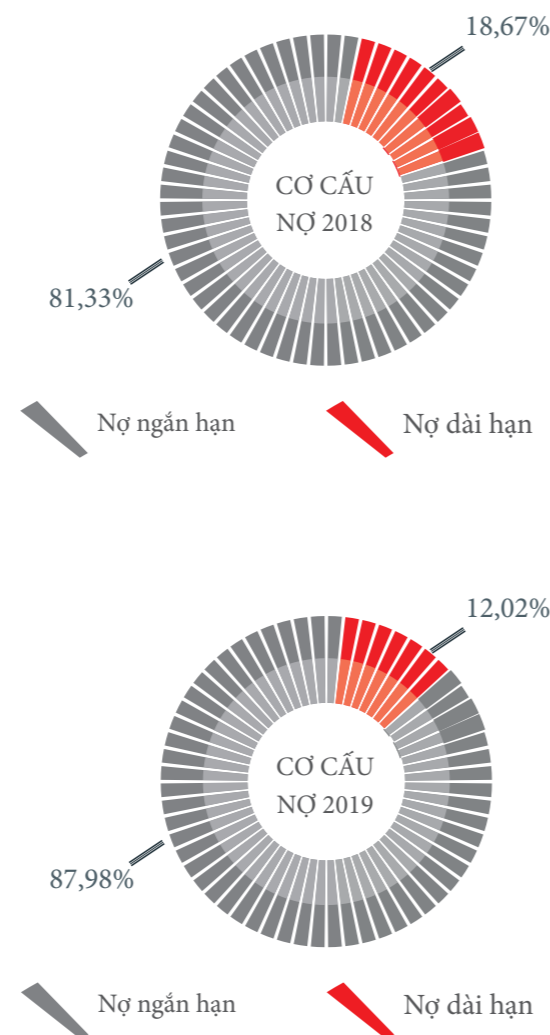 18,67%
CƠ CẤU
NỢ 2018
81,33%
Nợ ngắn hạn
Nợ dài hạn
12,02%
CƠ CẤU
NỢ 2019
87,98%
Nợ ngắn hạn
Nợ dài hạn